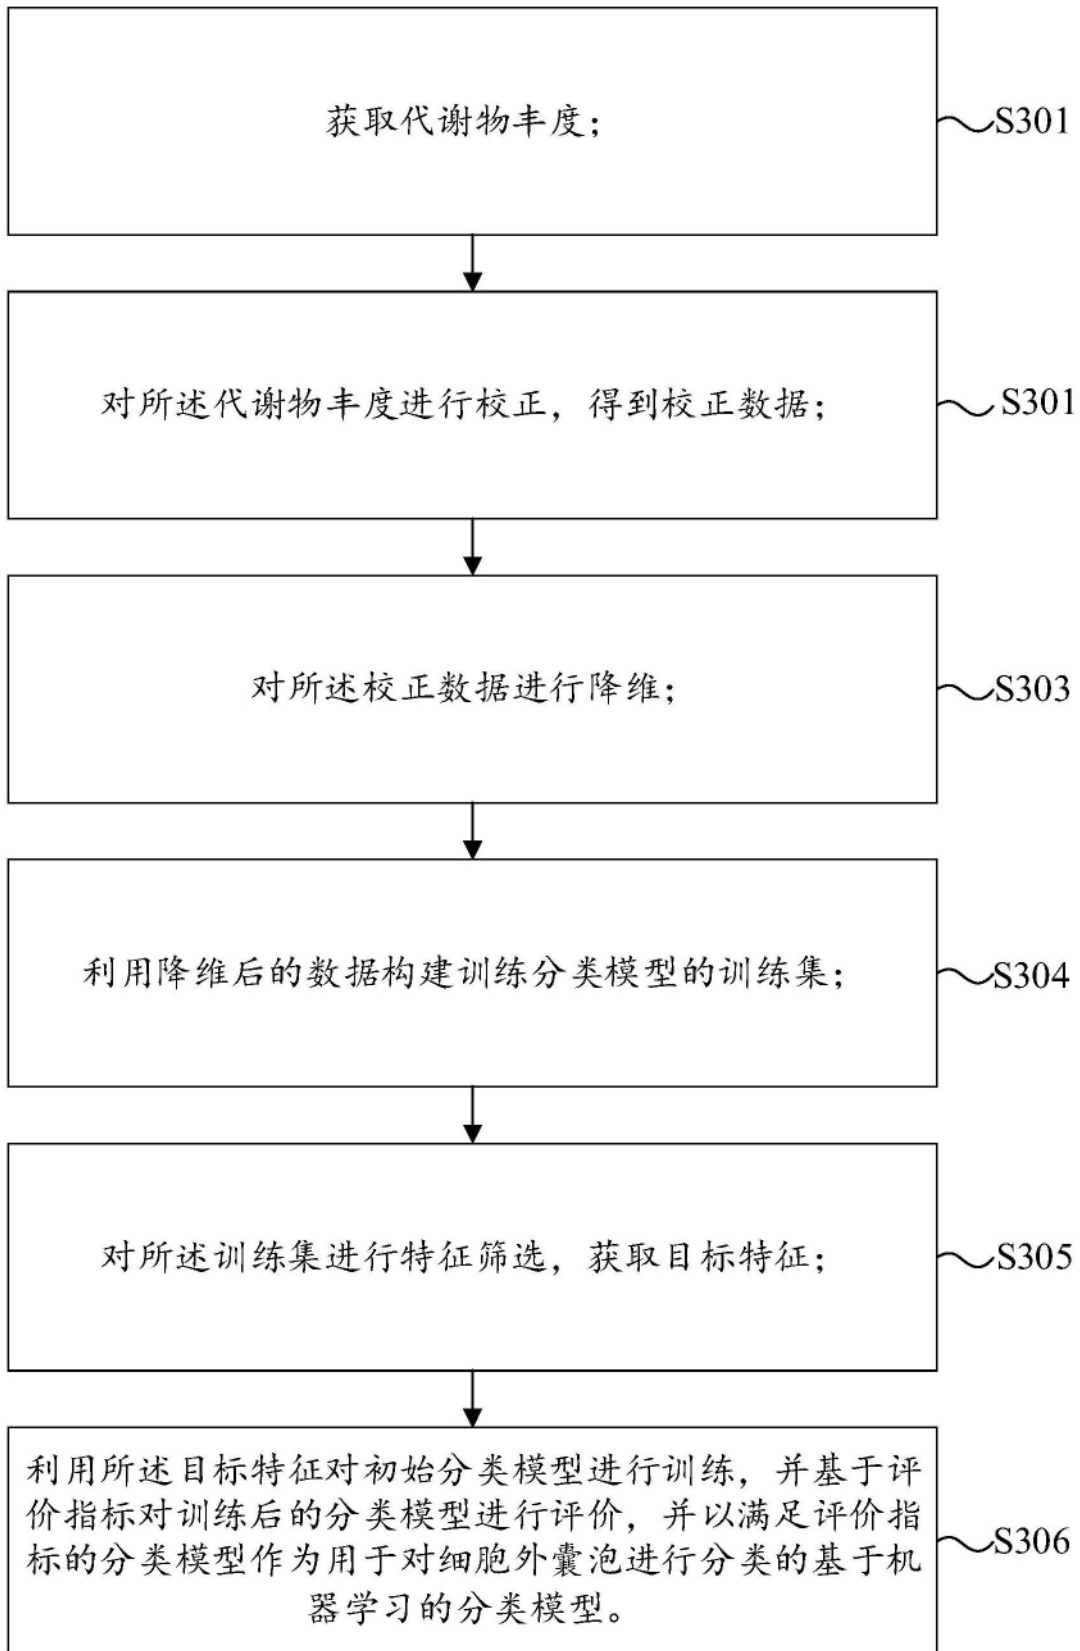 获取代谢物丰度；
S301
对所述代谢物丰度进行校正，得到校正数据；
S301
对所述校正数据进行降维；
S303
利用降维后的数据构建训练分类模型的训练集；
S304
对所述训练集进行特征筛选，获取目标特征；
S305
利用所述目标特征对初始分类模型进行训练，并基于评
价指标对训练后的分类模型进行评价，并以满足评价指
标的分类模型作为用于对细胞外囊泡进行分类的基于机
器学习的分类模型。
S306